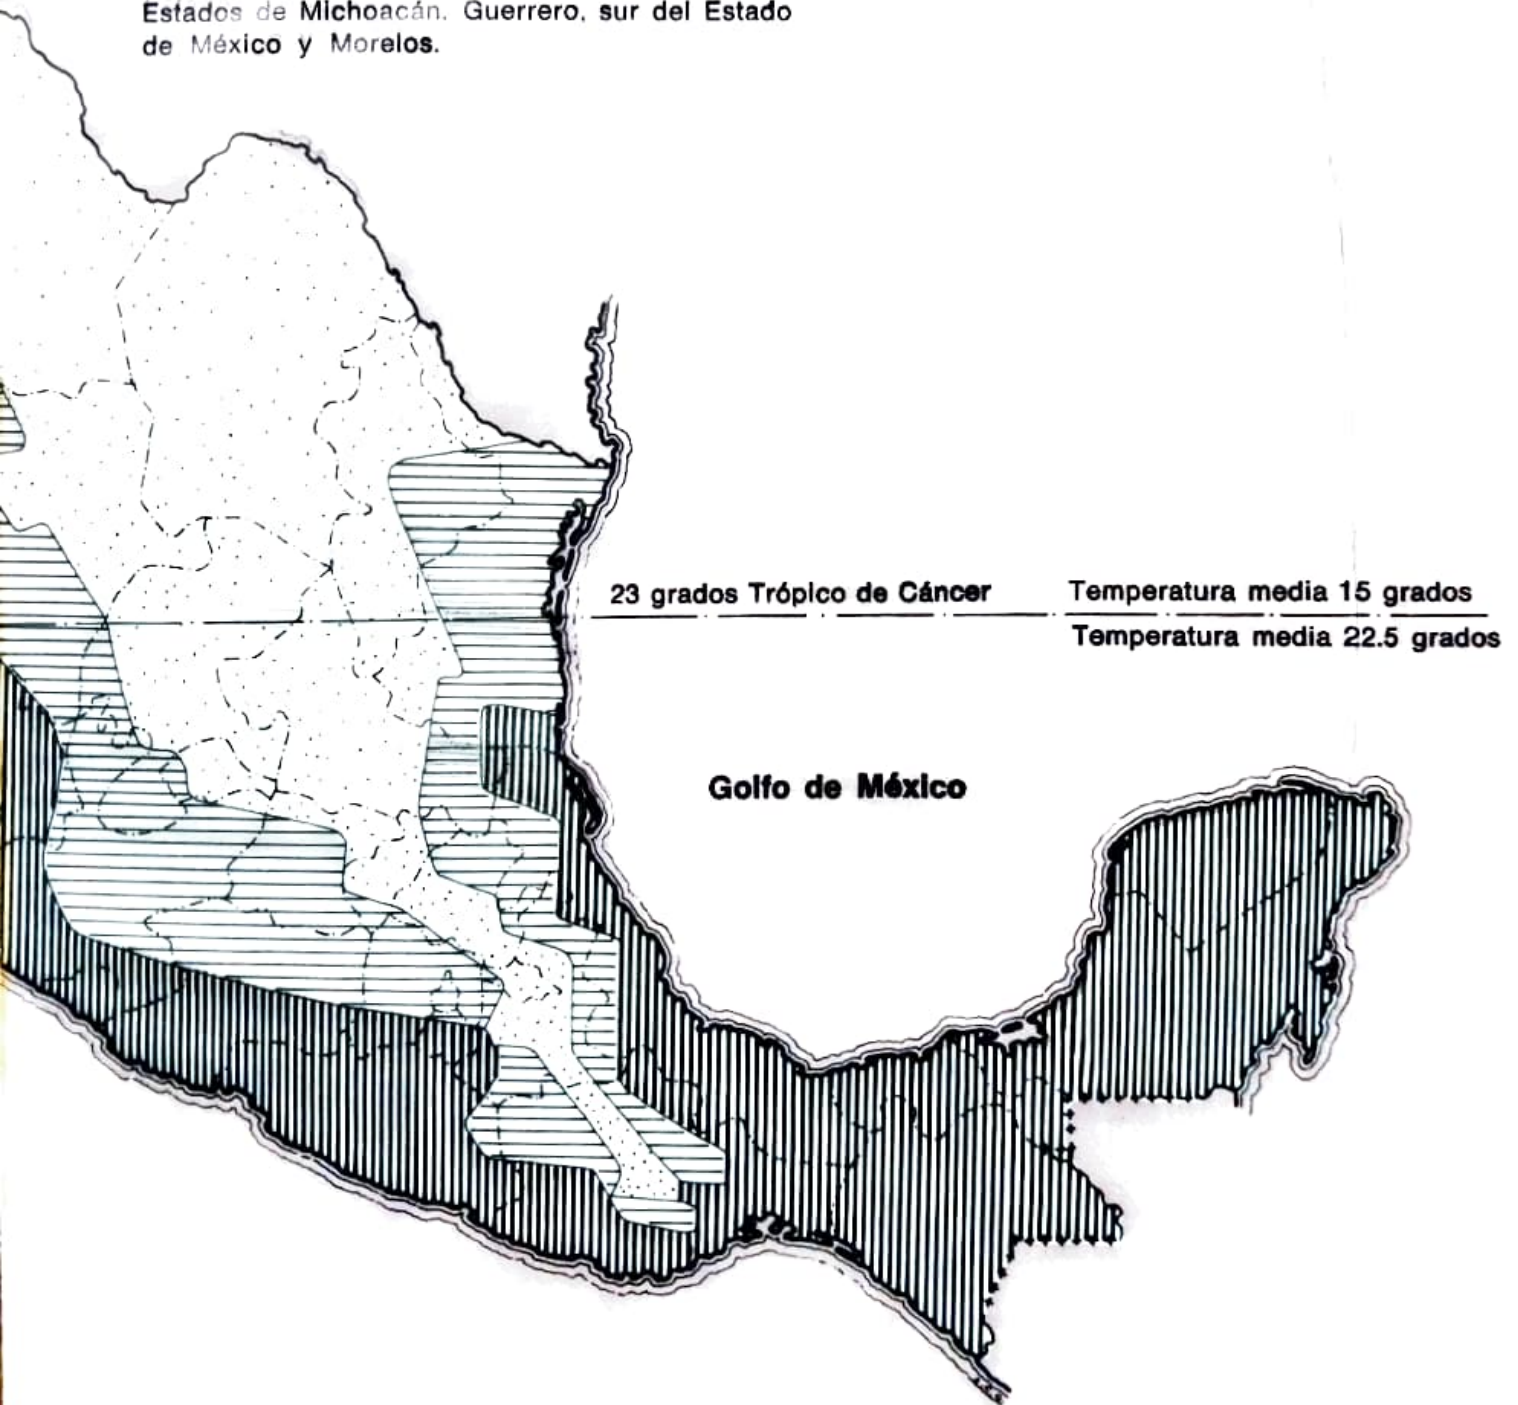 Estados de Michoacán. Guerrero, sur del Estado
de México y Morelos.
23 grados Trópico de Cáncer
Temperatura media 15 grados
Temperatura media 22.5 grados
Golfo de México